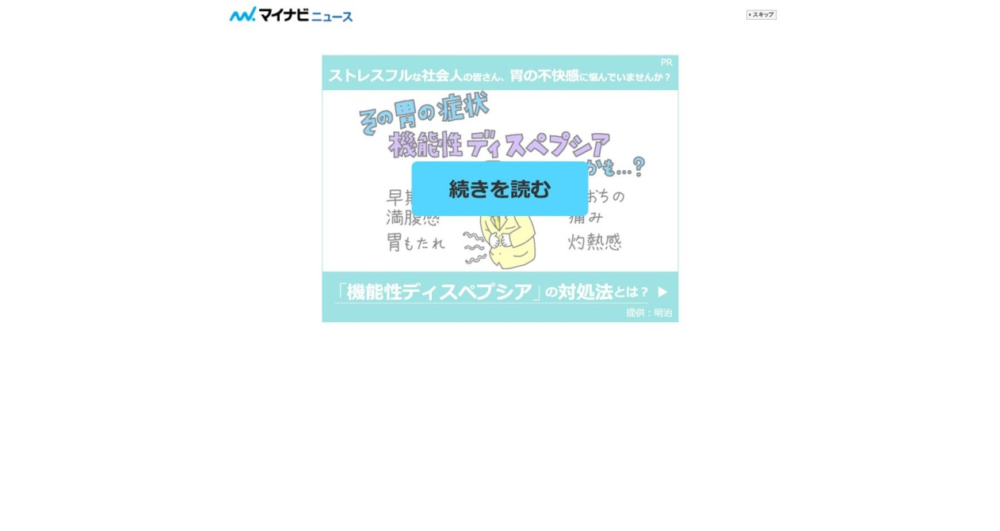 マイナビニュース
スキップ
PR
ストレスフルな社会人の皆さん、胃の不快感に悩んでいませんか？
その胃の症状
機能性ディスペプシア
かも…?
続きを読む
早期
おちの
満腹感
痛み
胃もたれ
灼熱感
「機能性ディスペプシア」の対処法とは？
提供：明治